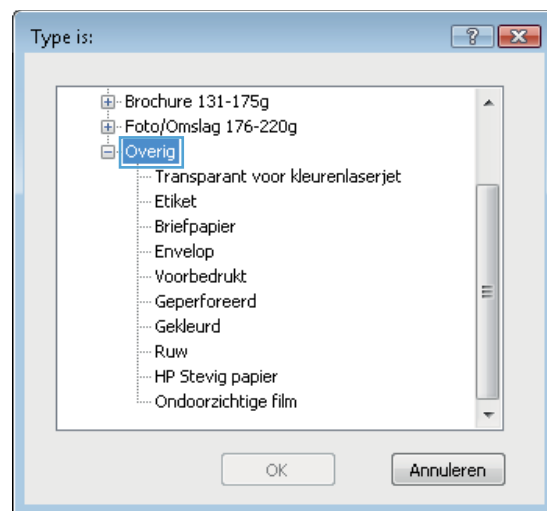 Type is:
Brochure 131-175g
Foto/Omslag 176-220g
Overig
Transparant voor kleurenlaserjet
Etiket
Briefpapier
Envelop
Voorbedrukt
Geperforeerd
Gekleurd
Ruw
HP Stevig papier
Ondoorzichtige film
OK
Annuleren